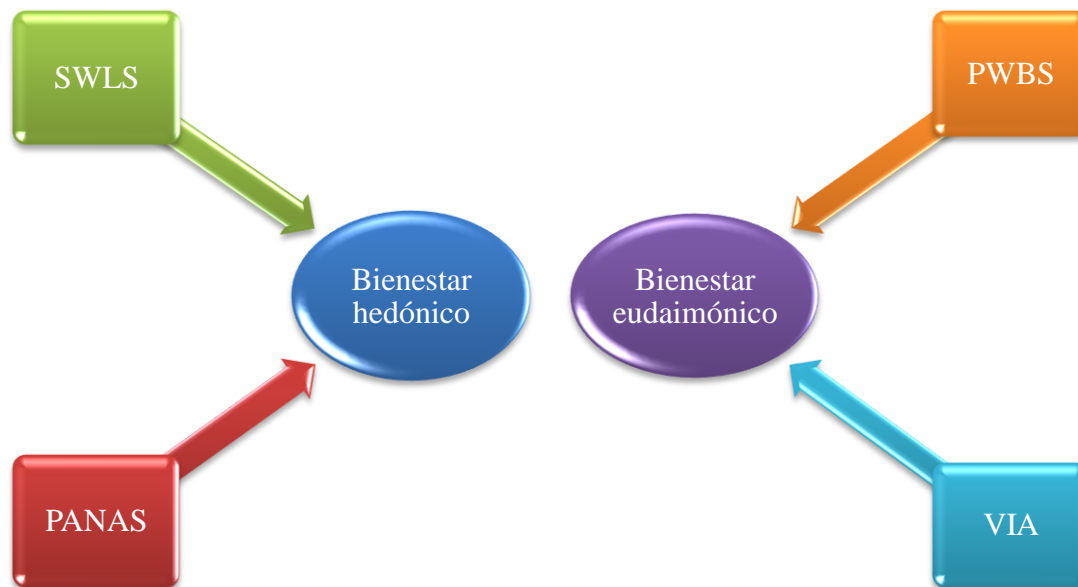 SWLS
PWBS
Bienestar
hedónico
Bienestar
eudaimónico
PANAS
VIA